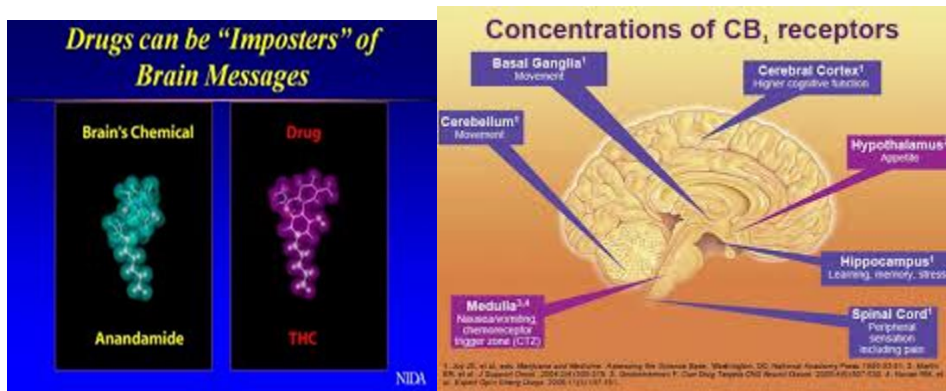 Drugs can be “Imposters” of
Brain Messages
Brain's Chemical
Drug
Anandamide
THC
NIDA
Concentrations of CB₁ receptors
Basal Ganglia¹
Movement
Cerebral Cortex¹
Higher cognitive function
Cerebellum¹
Movement
Hypothalamus¹
Appetite
Hippocampus¹
Learning, memory, stress
Medulla³,⁴
Nausea/vomiting,
chemoreceptor
trigger zone (CTZ)
Spinal Cord¹
Peripheral
sensation
including pain